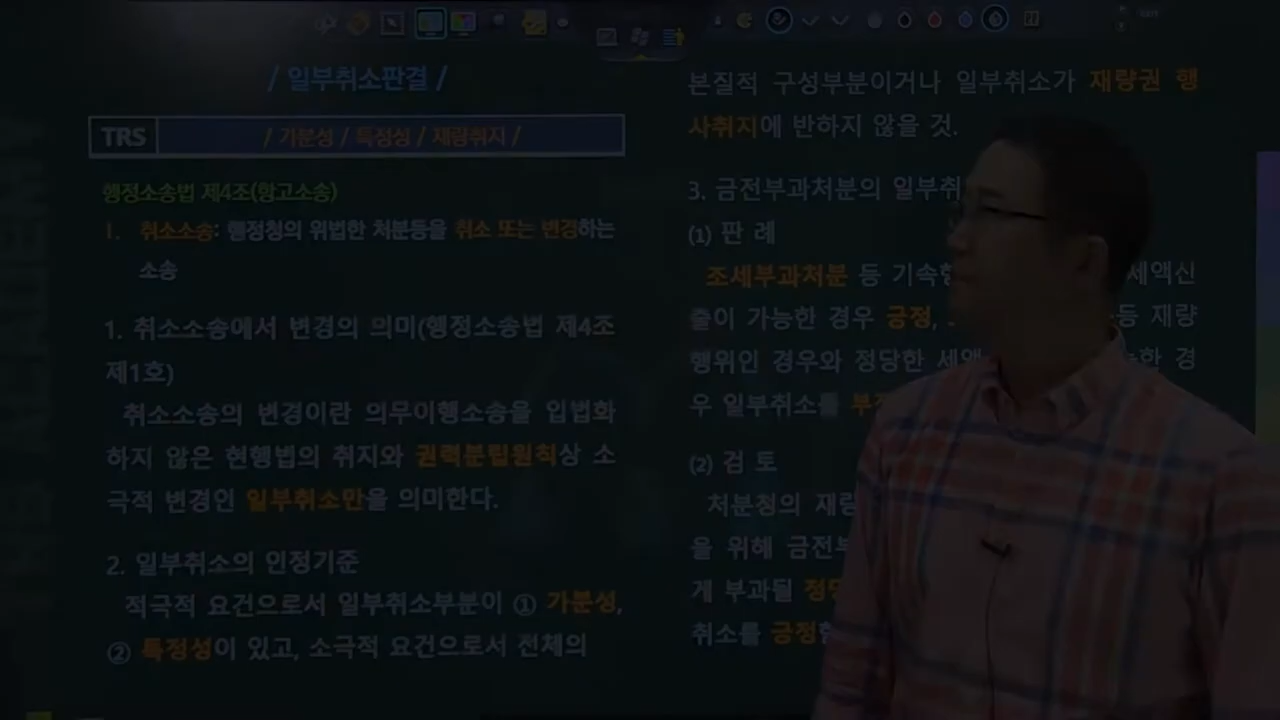 / 일부취소판결 /
TRS / 가분성 / 특정성 / 재량취지 /
행정소송법 제4조(항고소송)
1. 취소소송: 행정청의 위법한 처분등을 취소 또는 변경하는
소송
1. 취소소송에서 변경의 의미(행정소송법 제4조
제1호)
취소소송의 변경이란 의무이행소송을 입법화
하지 않은 현행법의 취지와 권력분립원칙상 소
극적 변경인 일부취소만을 의미한다.
2. 일부취소의 인정기준
적극적 요건으로서 일부취소부분이 ① 가분성,
② 특정성이 있고, 소극적 요건으로서 전체의
본질적 구성부분이거나 일부취소가 재량권 행
사취지에 반하지 않을 것.
3. 금전부과처분의 일부취
(1) 판 례
조세부과처분 등 기속행 세액산
출이 가능한 경우 긍정, 등 재량
행위인 경우와 정당한 세액 한 경
우 일부취소를 부정
(2) 검 토
처분청의 재량
을 위해 금전부
게 부과될 정당
취소를 긍정함